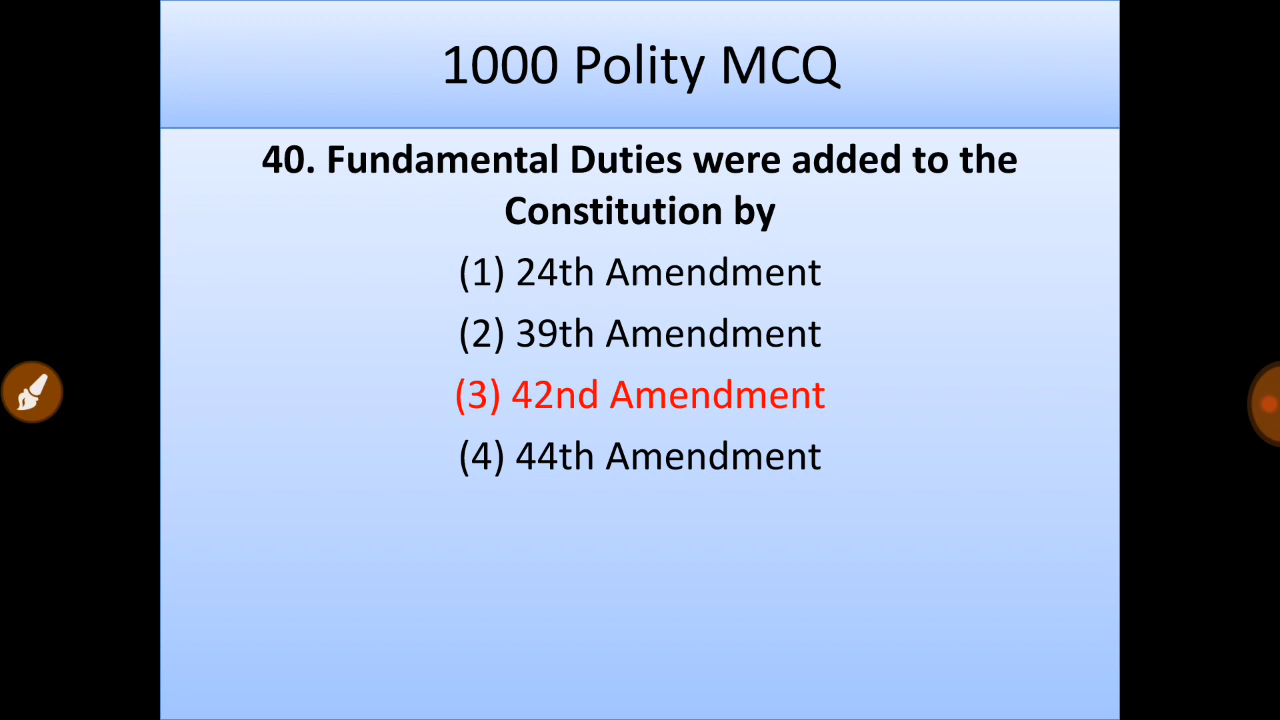 1000 Polity MCQ
40. Fundamental Duties were added to the
Constitution by
(1) 24th Amendment
(2) 39th Amendment
(3) 42nd Amendment
(4) 44th Amendment